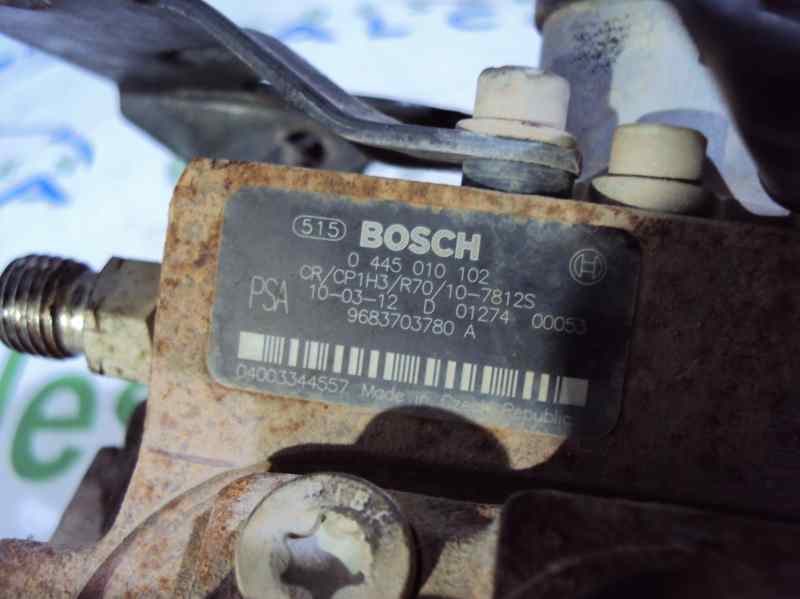 515 BOSCH
0 445 010 102
CR/CP1H3/R70/10-7812S
PSA 10-03-12 D 01274 00053
9683703780 A
04003344557 Made in Czech Republic